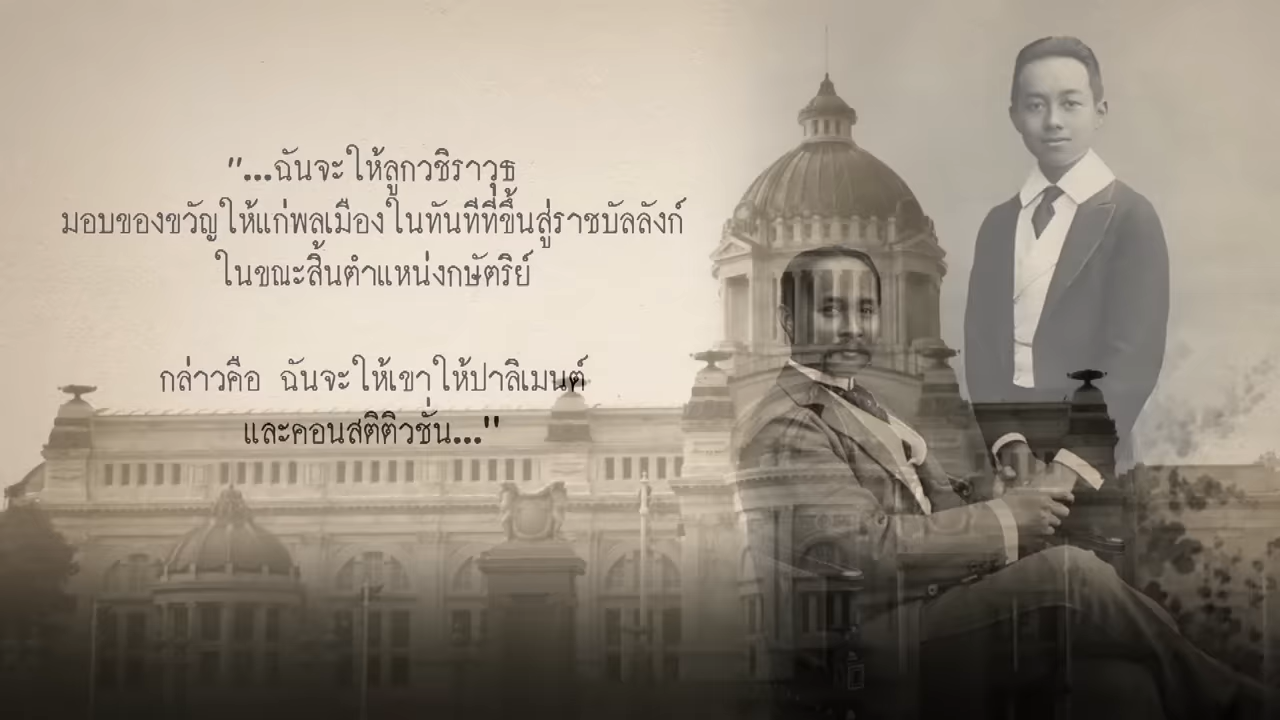 "...ฉันจะให้ลูกวชิราวุธ
มอบของขวัญให้แก่พลเมืองในทันทีที่ขึ้นสู่ราชบัลลังก์
ในขณะสิ้นตำแหน่งกษัตริย์
กล่าวคือ ฉันจะให้เขาให้ปาลิเมนต์
และคอนสติติวชั่น..."